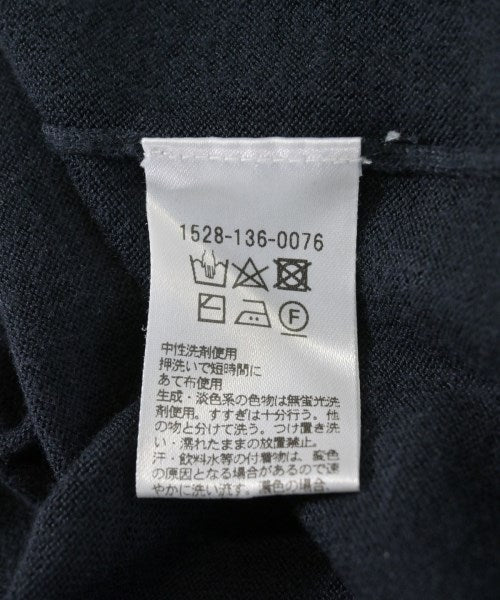 1528-136-0076
F
中性洗剤使用
押洗いで短時間に
あて布使用
生成・淡色系の色物は無蛍光洗
剤使用。すすぎは十分行う。他
の物と分けて洗う。つけ置き洗
い・濡れたままの放置禁止。
汗・飲料水等の付着物は、変色
の原因となる場合があるので速
やかに洗い流す。濃色の場合、